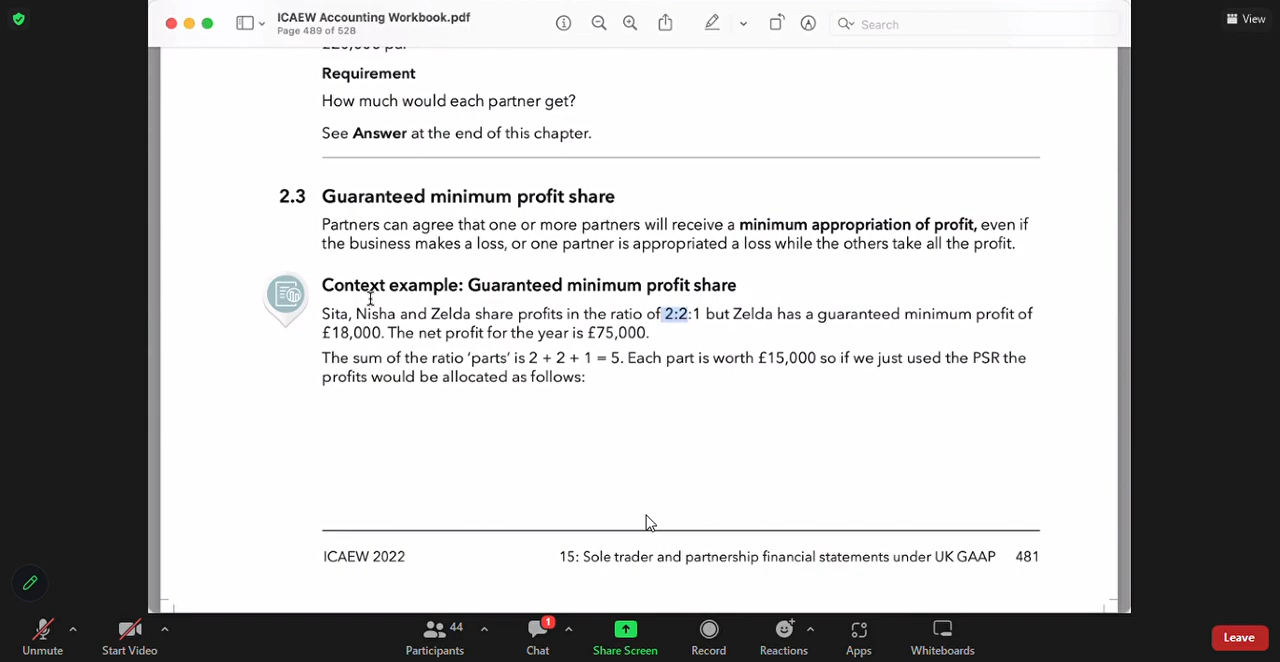 ICAEW Accounting Workbook.pdf
Page 489 of 528
Search
View
Requirement
How much would each partner get?
See Answer at the end of this chapter.
2.3 Guaranteed minimum profit share
Partners can agree that one or more partners will receive a minimum appropriation of profit, even if
the business makes a loss, or one partner is appropriated a loss while the others take all the profit.
Context example: Guaranteed minimum profit share
Sita, Nisha and Zelda share profits in the ratio of 2:2:1 but Zelda has a guaranteed minimum profit of
£18,000. The net profit for the year is £75,000.
The sum of the ratio 'parts' is 2 + 2 + 1 = 5. Each part is worth £15,000 so if we just used the PSR the
profits would be allocated as follows:
ICAEW 2022 15: Sole trader and partnership financial statements under UK GAAP 481
44 1
Unmute Start Video Participants Chat Share Screen Record Reactions Apps Whiteboards Leave